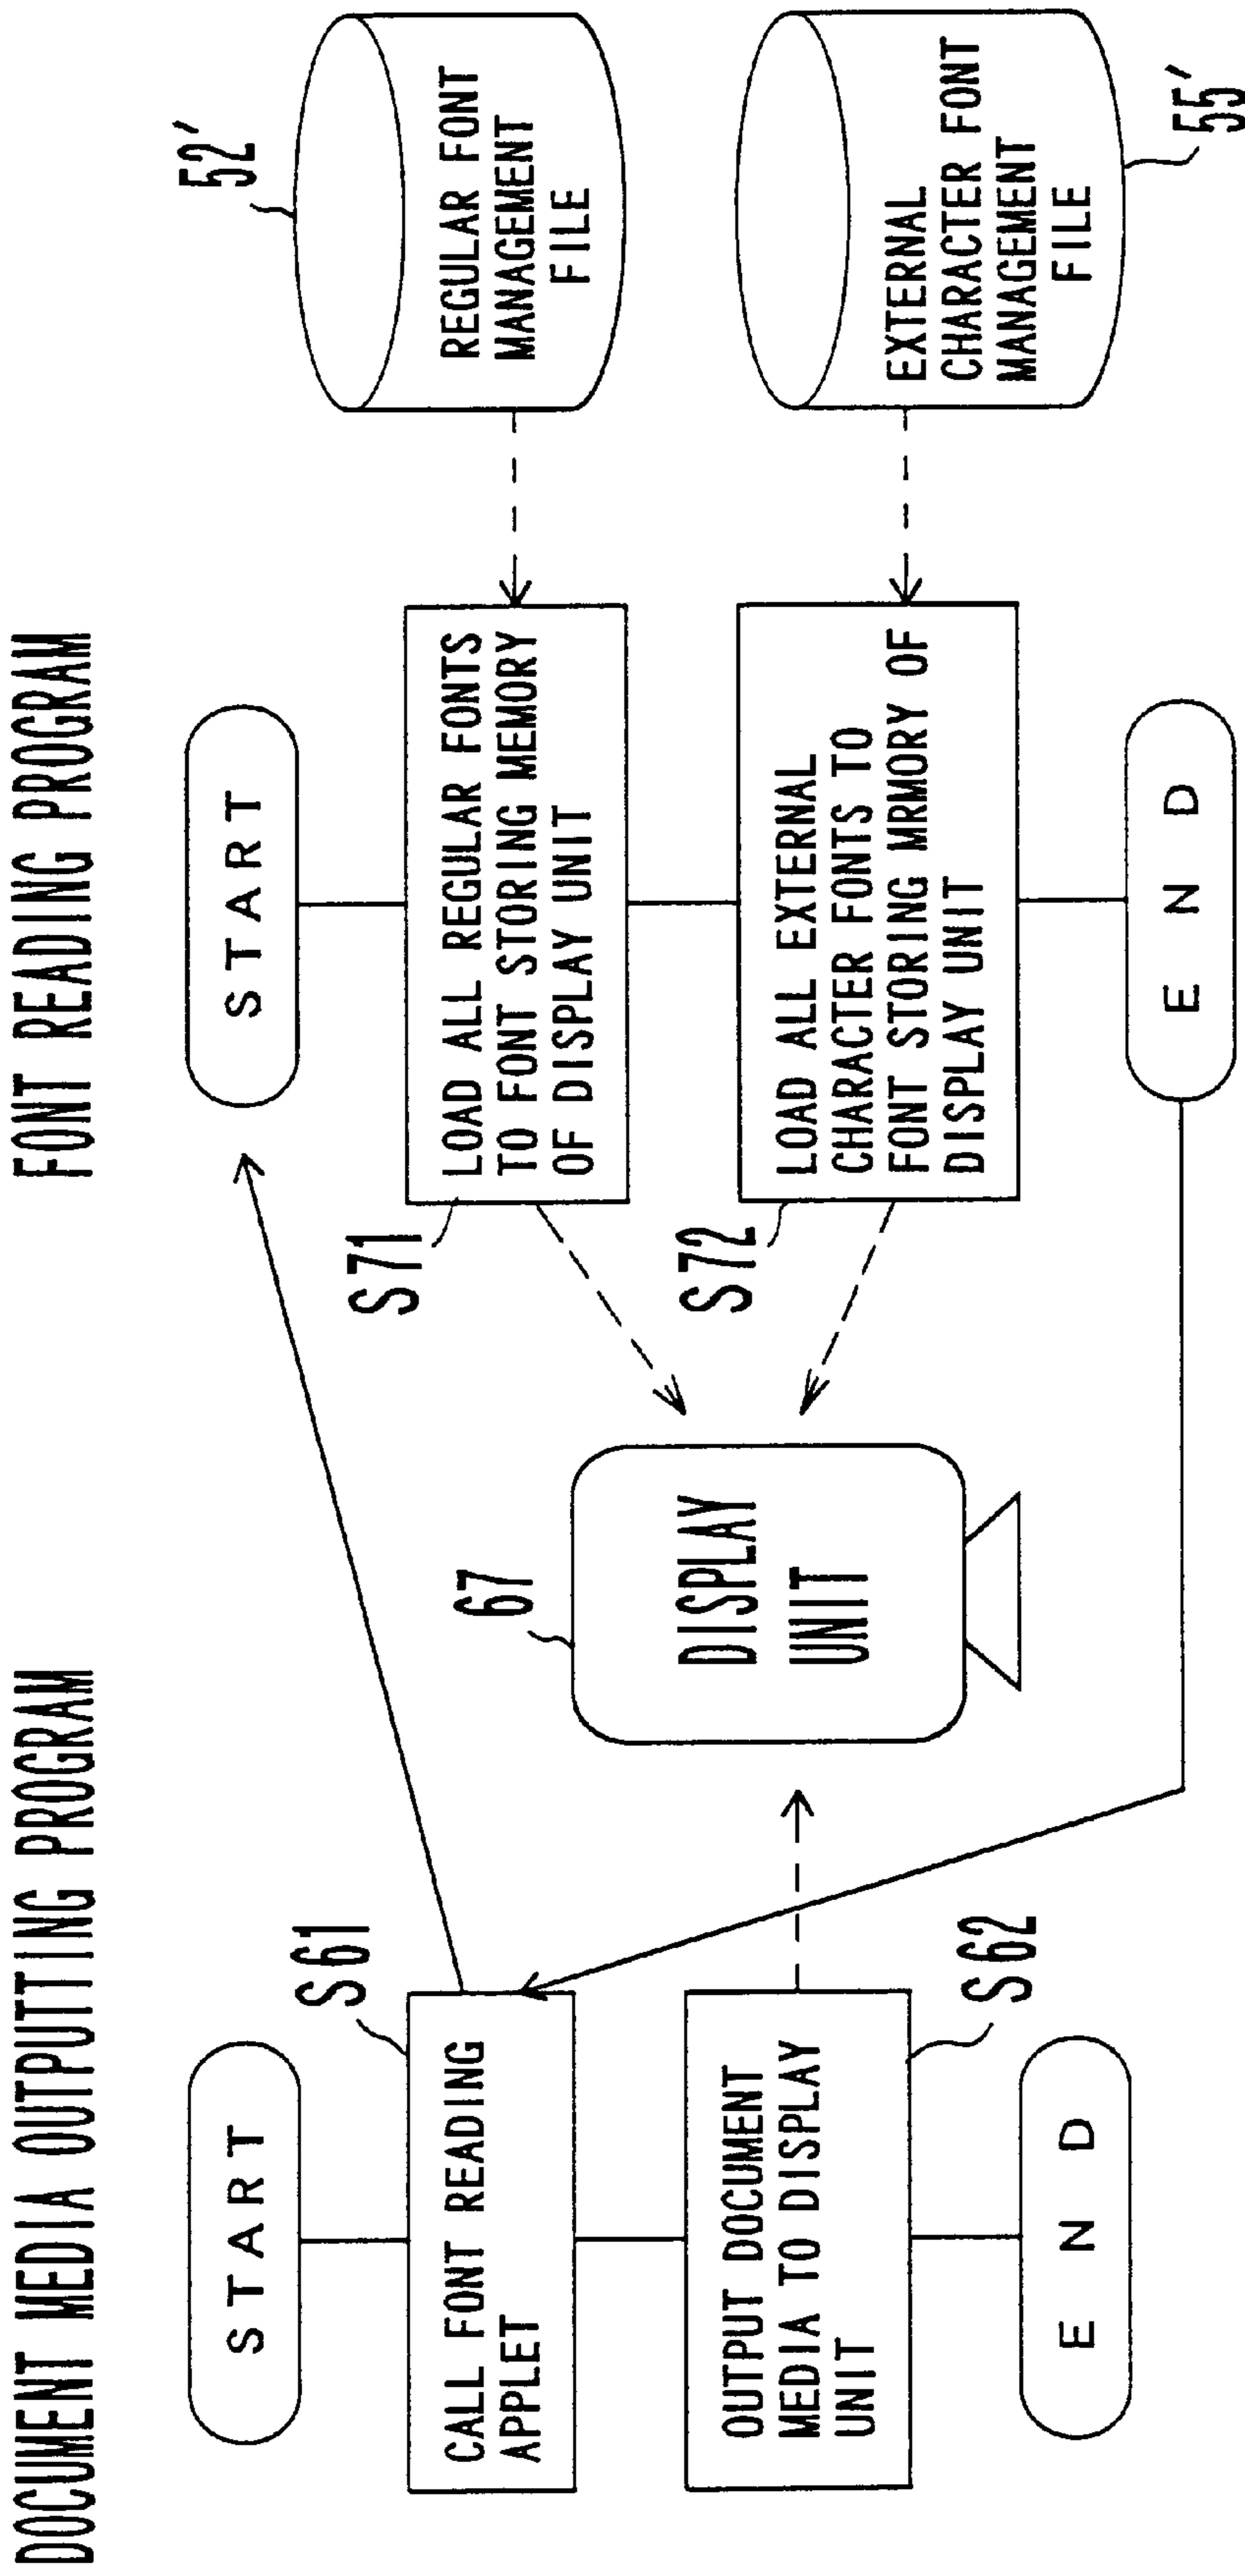 DOCUMENT MEDIA OUTPUTTING PROGRAM
START
S61
CALL FONT READING
APPLET
OUTPUT DOCUMENT
MEDIA TO DISPLAY
UNIT
S62
END
67
DISPLAY
UNIT
FONT READING PROGRAM
START
S71
LOAD ALL REGULAR FONTS
TO FONT STORING MEMORY
OF DISPLAY UNIT
S72
LOAD ALL EXTERNAL
CHARACTER FONTS TO
FONT STORING MRMORY OF
DISPLAY UNIT
END
52'
REGULAR FONT
MANAGEMENT
FILE
EXTERNAL
CHARACTER FONT
MANAGEMENT
FILE
55'